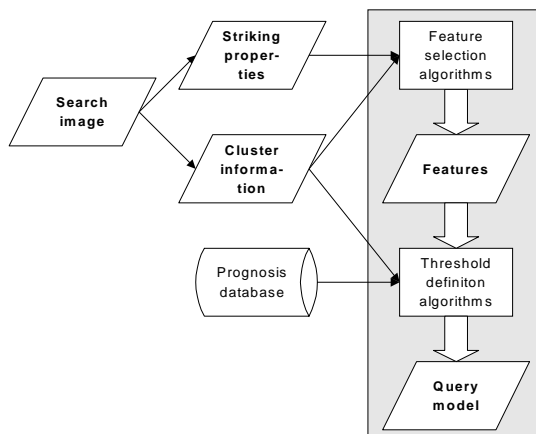 Striking
proper-
ties
Feature
selection
algorithms
Search
image
Cluster
informa-
tion
Features
Prognosis
database
Threshold
definiton
algorithms
Query
model